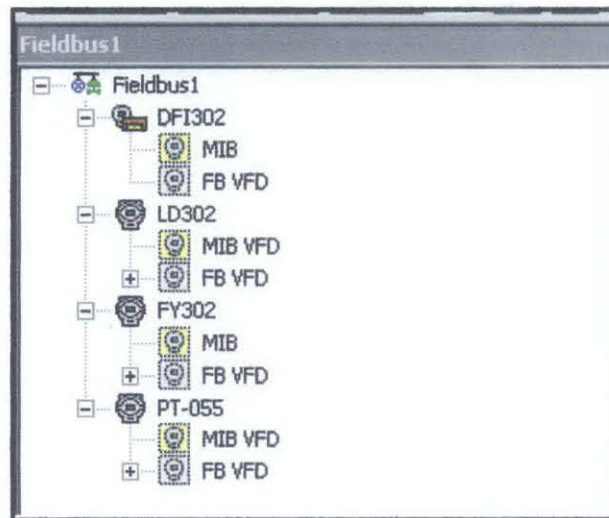 Fieldbus1
Fieldbus1
DFI302
MIB
FB VFD
LD302
MIB VFD
FB VFD
FY302
MIB
FB VFD
PT-055
MIB VFD
FB VFD